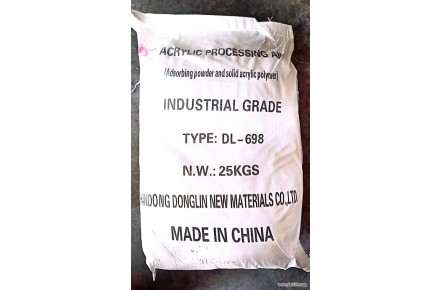 ACRYLIC PROCESSING
(Adsorbing powder and solid acrylic polymer)
INDUSTRIAL GRADE
TYPE: DL-698
N.W.: 25KGS
DONGLIN NEW MATERIALS CO.,LTD
MADE IN CHINA